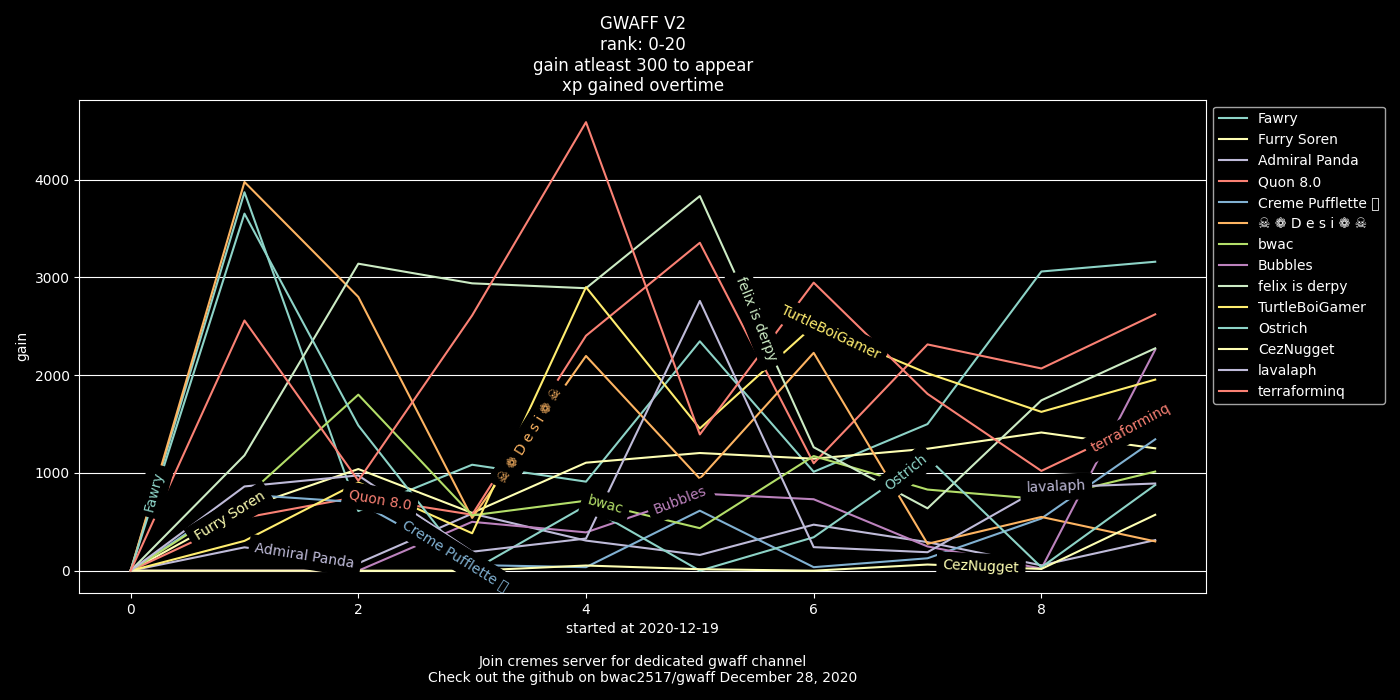 GWAFF V2
rank: 0-20
gain atleast 300 to appear
xp gained overtime
gain
4000
3000
2000
1000
0
0
2
4
6
8
Fawry
Furry Soren
Admiral Panda
Quon 8.0
Creme Pufflette
☠ ❁ D e s i ❁ ☠
bwac
Bubbles
felix is derpy
TurtleBoiGamer
Ostrich
CezNugget
lavalaph
terraforminq
Fawry
Furry Soren
Admiral Panda
Quon 8.0
Creme Pufflette
☠ ❁ D e s i ❁ ☠
bwac
Bubbles
felix is derpy
TurtleBoiGamer
Ostrich
CezNugget
lavalaph
terraforminq
started at 2020-12-19
Join cremes server for dedicated gwaff channel
Check out the github on bwac2517/gwaff December 28, 2020